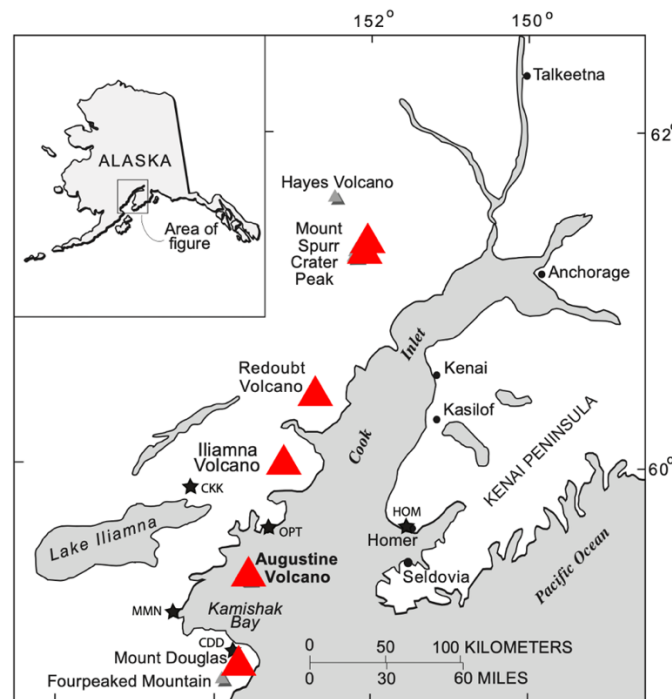 152°
150°
Talkeetna
62°
ALASKA
Area of
figure
Hayes Volcano
Mount
Spurr
Crater
Peak
Anchorage
Inlet
Redoubt
Volcano
Kenai
Kasilof
Cook
KENAI PENINSULA
Iliamna
Volcano
60°
CKK
HOM
Lake Iliamna
OPT
Homer
Augustine
Volcano
Seldovia
Pacific Ocean
MMN
Kamishak
Bay
CDD
0 50 100 KILOMETERS
Mount Douglas
0 30 60 MILES
Fourpeaked Mountain